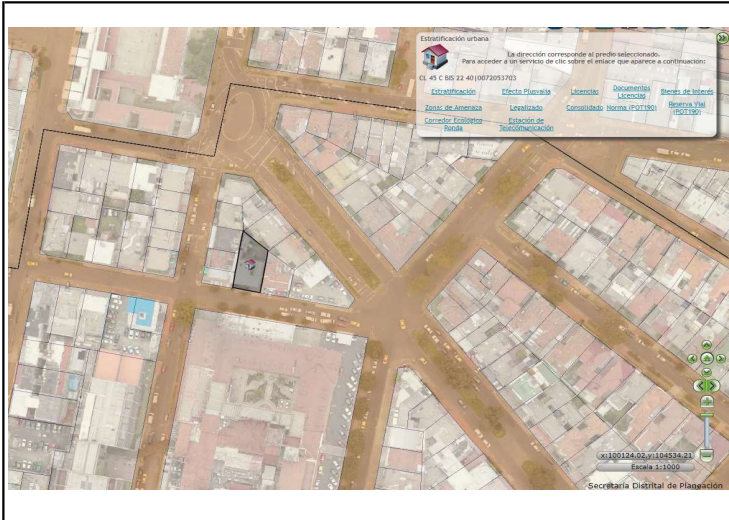 Estratificación urbana
La dirección corresponde al predio seleccionado.
Para acceder a un servicio de clic sobre el enlace que aparece a continuación:
CL 45 C BIS 22 40|0072053703
Estratificación Efecto Plusvalía Licencias Documentos Licencias Bienes de Interés
Zonas de Amenaza Legalizado Consolidado Norma (POT190) Reserva Vial (POT190)
Corredor Ecológico Ronda Estación de Telecomunicación
x:100124.02,y:104534.21
Escala 1:1000
Secretaría Distrital de Planeación